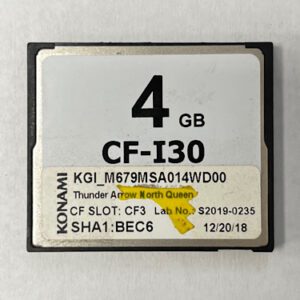 4 GB
CF-I30
KONAMI
KGI_M679MSA014WD00
Thunder Arrow North Queen
CF SLOT: CF3 Lab No.: S2019-0235
SHA1:BEC6 12/20/18